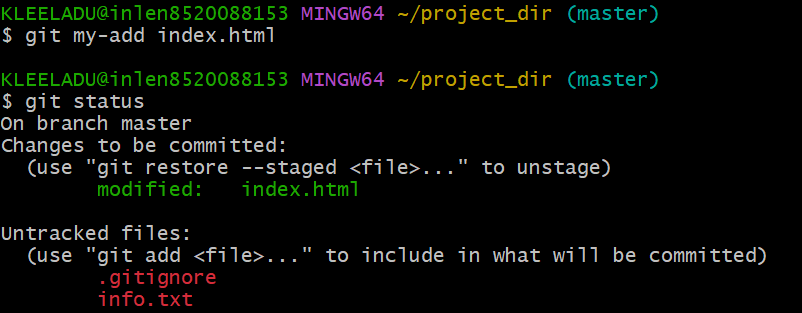 KLEELADU@inlen8520088153 MINGW64 ~/project_dir (master)
$ git my-add index.html
KLEELADU@inlen8520088153 MINGW64 ~/project_dir (master)
$ git status
On branch master
Changes to be committed:
  (use "git restore --staged <file>..." to unstage)
        modified:   index.html
Untracked files:
  (use "git add <file>..." to include in what will be committed)
        .gitignore
        info.txt